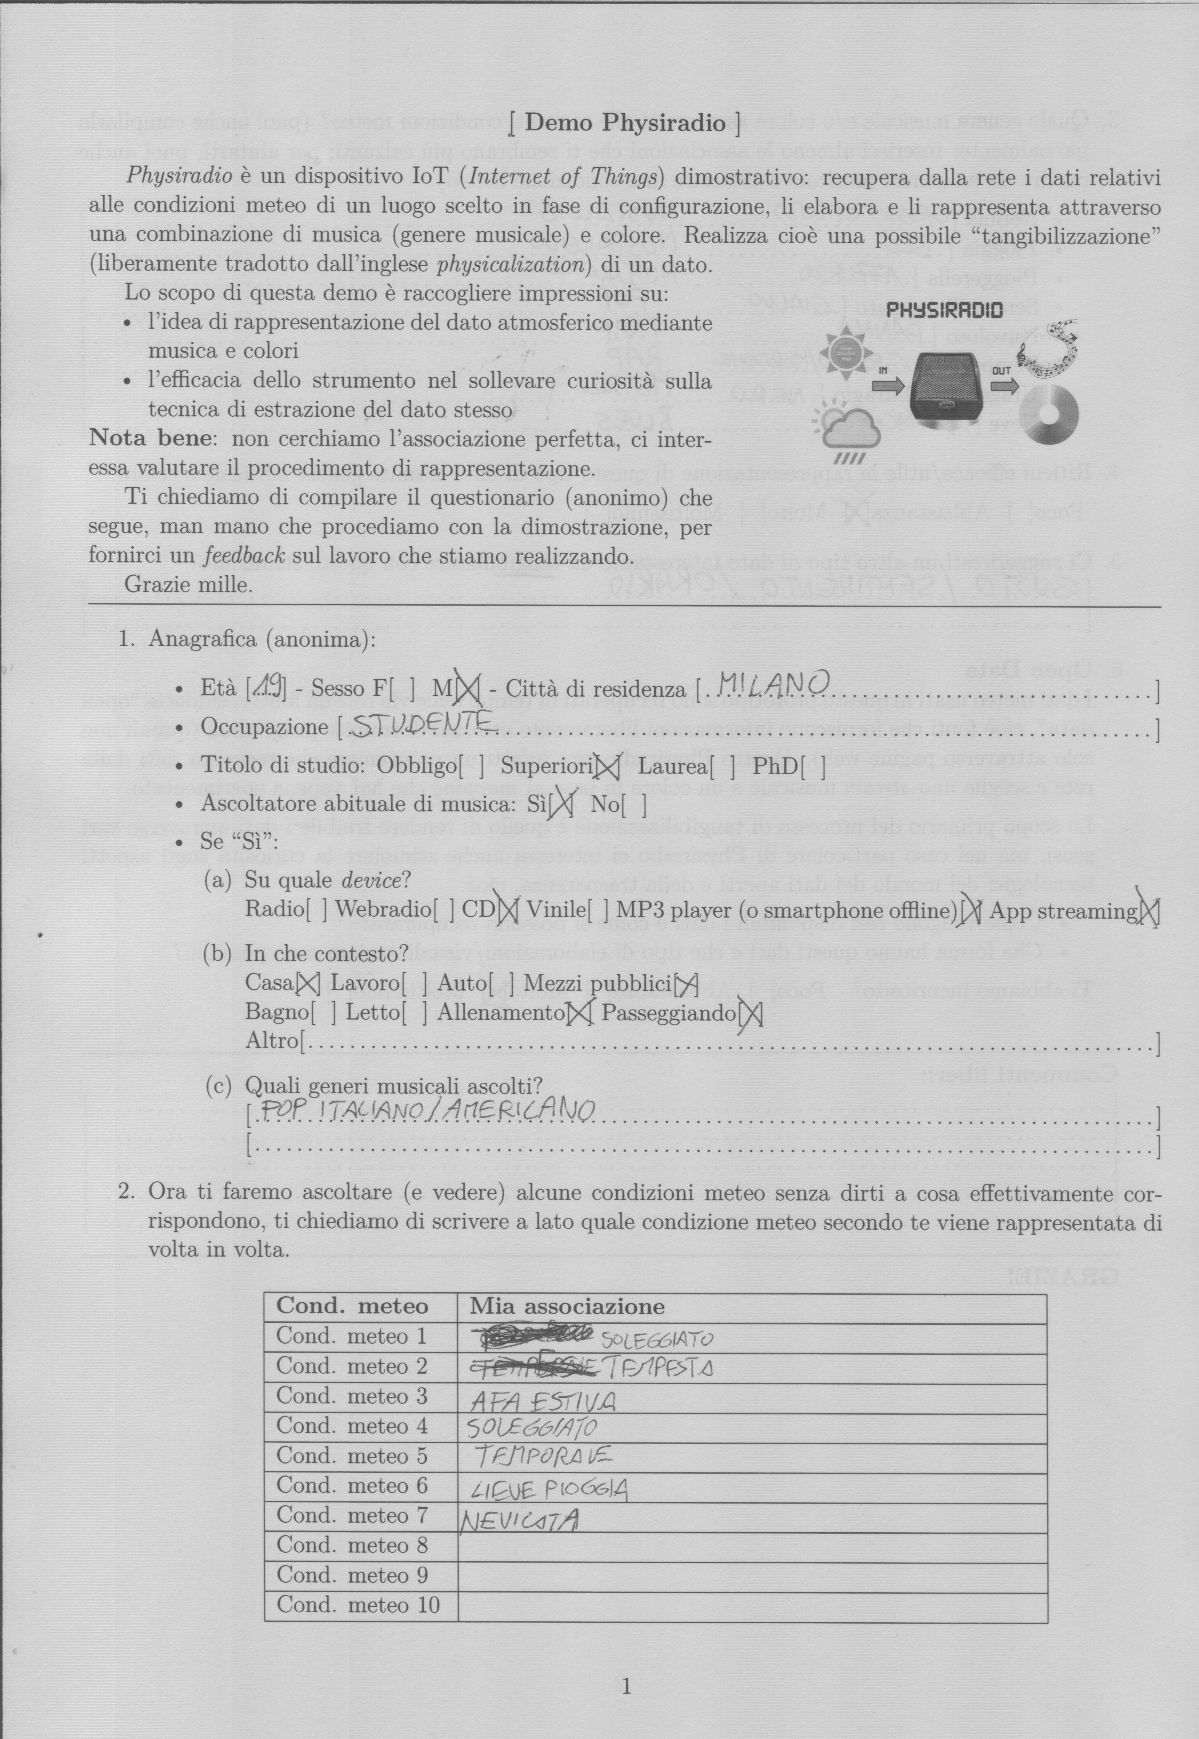 [ Demo Physiradio ]
Physiradio è un dispositivo IoT (Internet of Things) dimostrativo: recupera dalla rete i dati relativi
alle condizioni meteo di un luogo scelto in fase di configurazione, li elabora e li rappresenta attraverso
una combinazione di musica (genere musicale) e colore. Realizza cioè una possibile “tangibilizzazione”
(liberamente tradotto dall'inglese physicalization) di un dato.
Lo scopo di questa demo è raccogliere impressioni su:
• l'idea di rappresentazione del dato atmosferico mediante
musica e colori
• l'efficacia dello strumento nel sollevare curiosità sulla
tecnica di estrazione del dato stesso
Nota bene: non cerchiamo l'associazione perfetta, ci inter-
essa valutare il procedimento di rappresentazione.
Ti chiediamo di compilare il questionario (anonimo) che
segue, man mano che procediamo con la dimostrazione, per
fornirci un feedback sul lavoro che stiamo realizzando.
Grazie mille.
PHYSIRADIO
IN
OUT
1. Anagrafica (anonima):
• Età [19] - Sesso F[ ] M[X] - Città di residenza [. MILANO ..............................]
• Occupazione [ STUDENTE ..............................]
• Titolo di studio: Obbligo[ ] Superiori[X] Laurea[ ] PhD[ ]
• Ascoltatore abituale di musica: Sì[X] No[ ]
• Se “Sì”:
(a) Su quale device?
Radio[ ] Webradio[ ] CD[X] Vinile[ ] MP3 player (o smartphone offline)[X] App streaming[X]
(b) In che contesto?
Casa[X] Lavoro[ ] Auto[ ] Mezzi pubblici[X]
Bagno[ ] Letto[ ] Allenamento[X] Passeggiando[X]
Altro[..............................]
(c) Quali generi musicali ascolti?
[. POP ITALIANO/AMERICANO ..............................]
[..............................]
2. Ora ti faremo ascoltare (e vedere) alcune condizioni meteo senza dirti a cosa effettivamente cor-
rispondono, ti chiediamo di scrivere a lato quale condizione meteo secondo te viene rappresentata di
volta in volta.
Cond. meteo Mia associazione
Cond. meteo 1 SOLEGGIATO
Cond. meteo 2 TEMPESTA
Cond. meteo 3 AFA ESTIVA
Cond. meteo 4 SOLEGGIATO
Cond. meteo 5 TEMPORALE
Cond. meteo 6 LIEVE PIOGGIA
Cond. meteo 7 NEVICATA
Cond. meteo 8
Cond. meteo 9
Cond. meteo 10
1